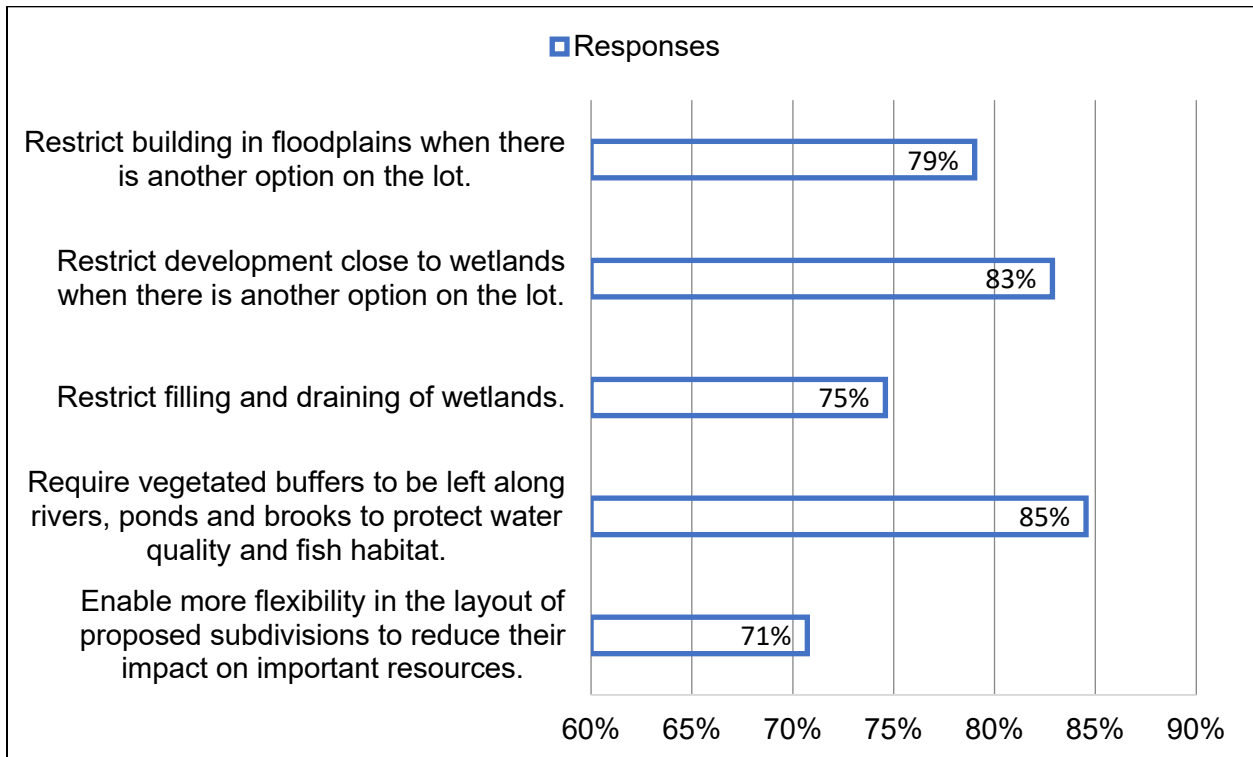 Responses
Restrict building in floodplains when there
is another option on the lot.
79%
Restrict development close to wetlands
when there is another option on the lot.
83%
Restrict filling and draining of wetlands.
75%
Require vegetated buffers to be left along
rivers, ponds and brooks to protect water
quality and fish habitat.
85%
Enable more flexibility in the layout of
proposed subdivisions to reduce their
impact on important resources.
71%
60% 65% 70% 75% 80% 85% 90%